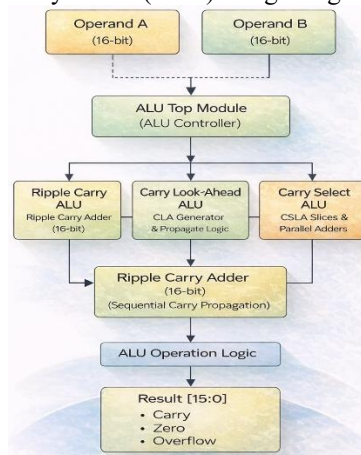 Operand A
(16-bit)
Operand B
(16-bit)
ALU Top Module
(ALU Controller)
Ripple Carry
ALU
Ripple Carry Adder
(16-bit)
Carry Look-Ahead
ALU
CLA Generator
& Propagate Logic
Carry Select
ALU
CSLA Slices &
Parallel Adders
Ripple Carry Adder
(16-bit)
(Sequential Carry Propagation)
ALU Operation Logic
Result [15:0]
• Carry
• Zero
• Overflow